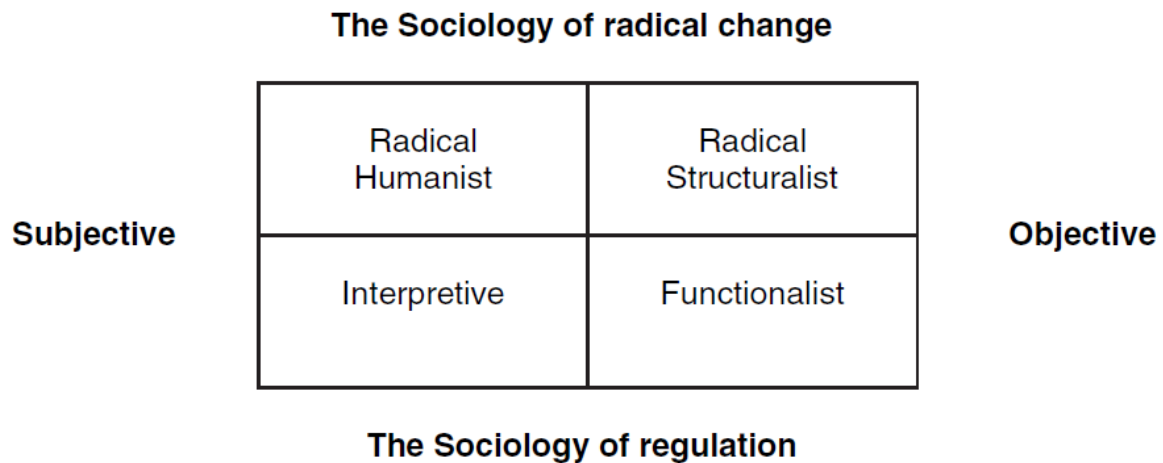 The Sociology of radical change
Radical
Humanist
Radical
Structuralist
Subjective
Objective
Interpretive
Functionalist
The Sociology of regulation